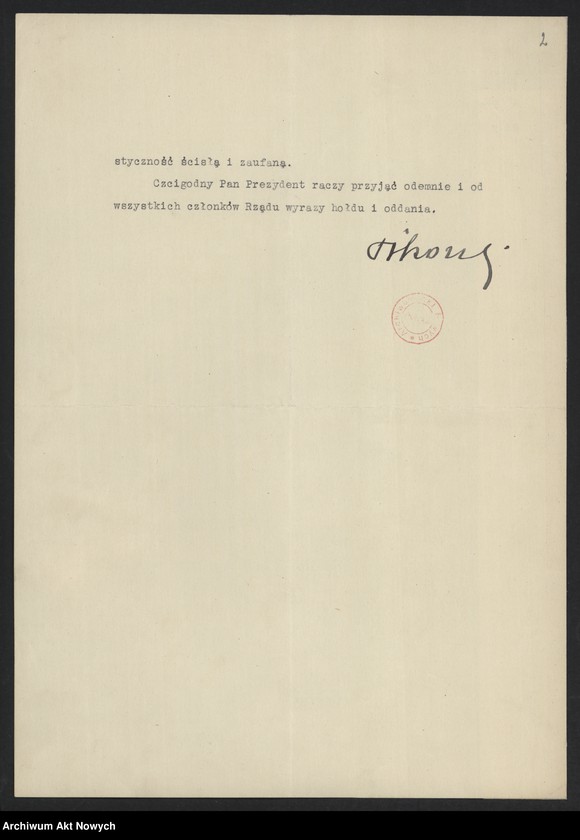 2
styczność ścisłą i zaufaną.
Czcigodny Pan Prezydent raczy przyjąć odemnie i od
wszystkich członków Rządu wyrazy hołdu i oddania.
Archiwum Akt Nowych